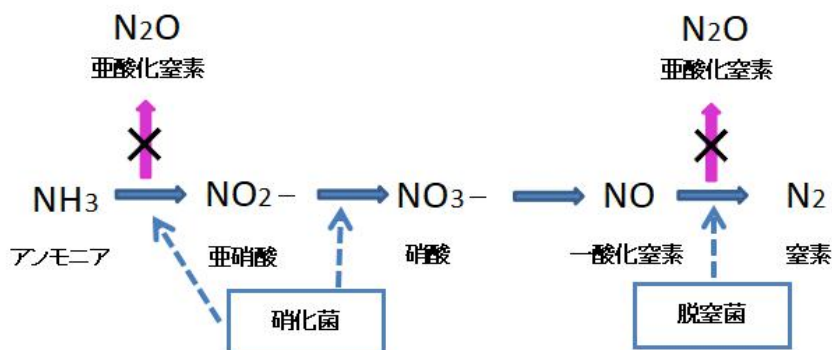 N2O N2O
亜酸化窒素 亜酸化窒素
NH3 NO2− NO3− NO N2
アンモニア 亜硝酸 硝酸 一酸化窒素 窒素
硝化菌 脱窒菌